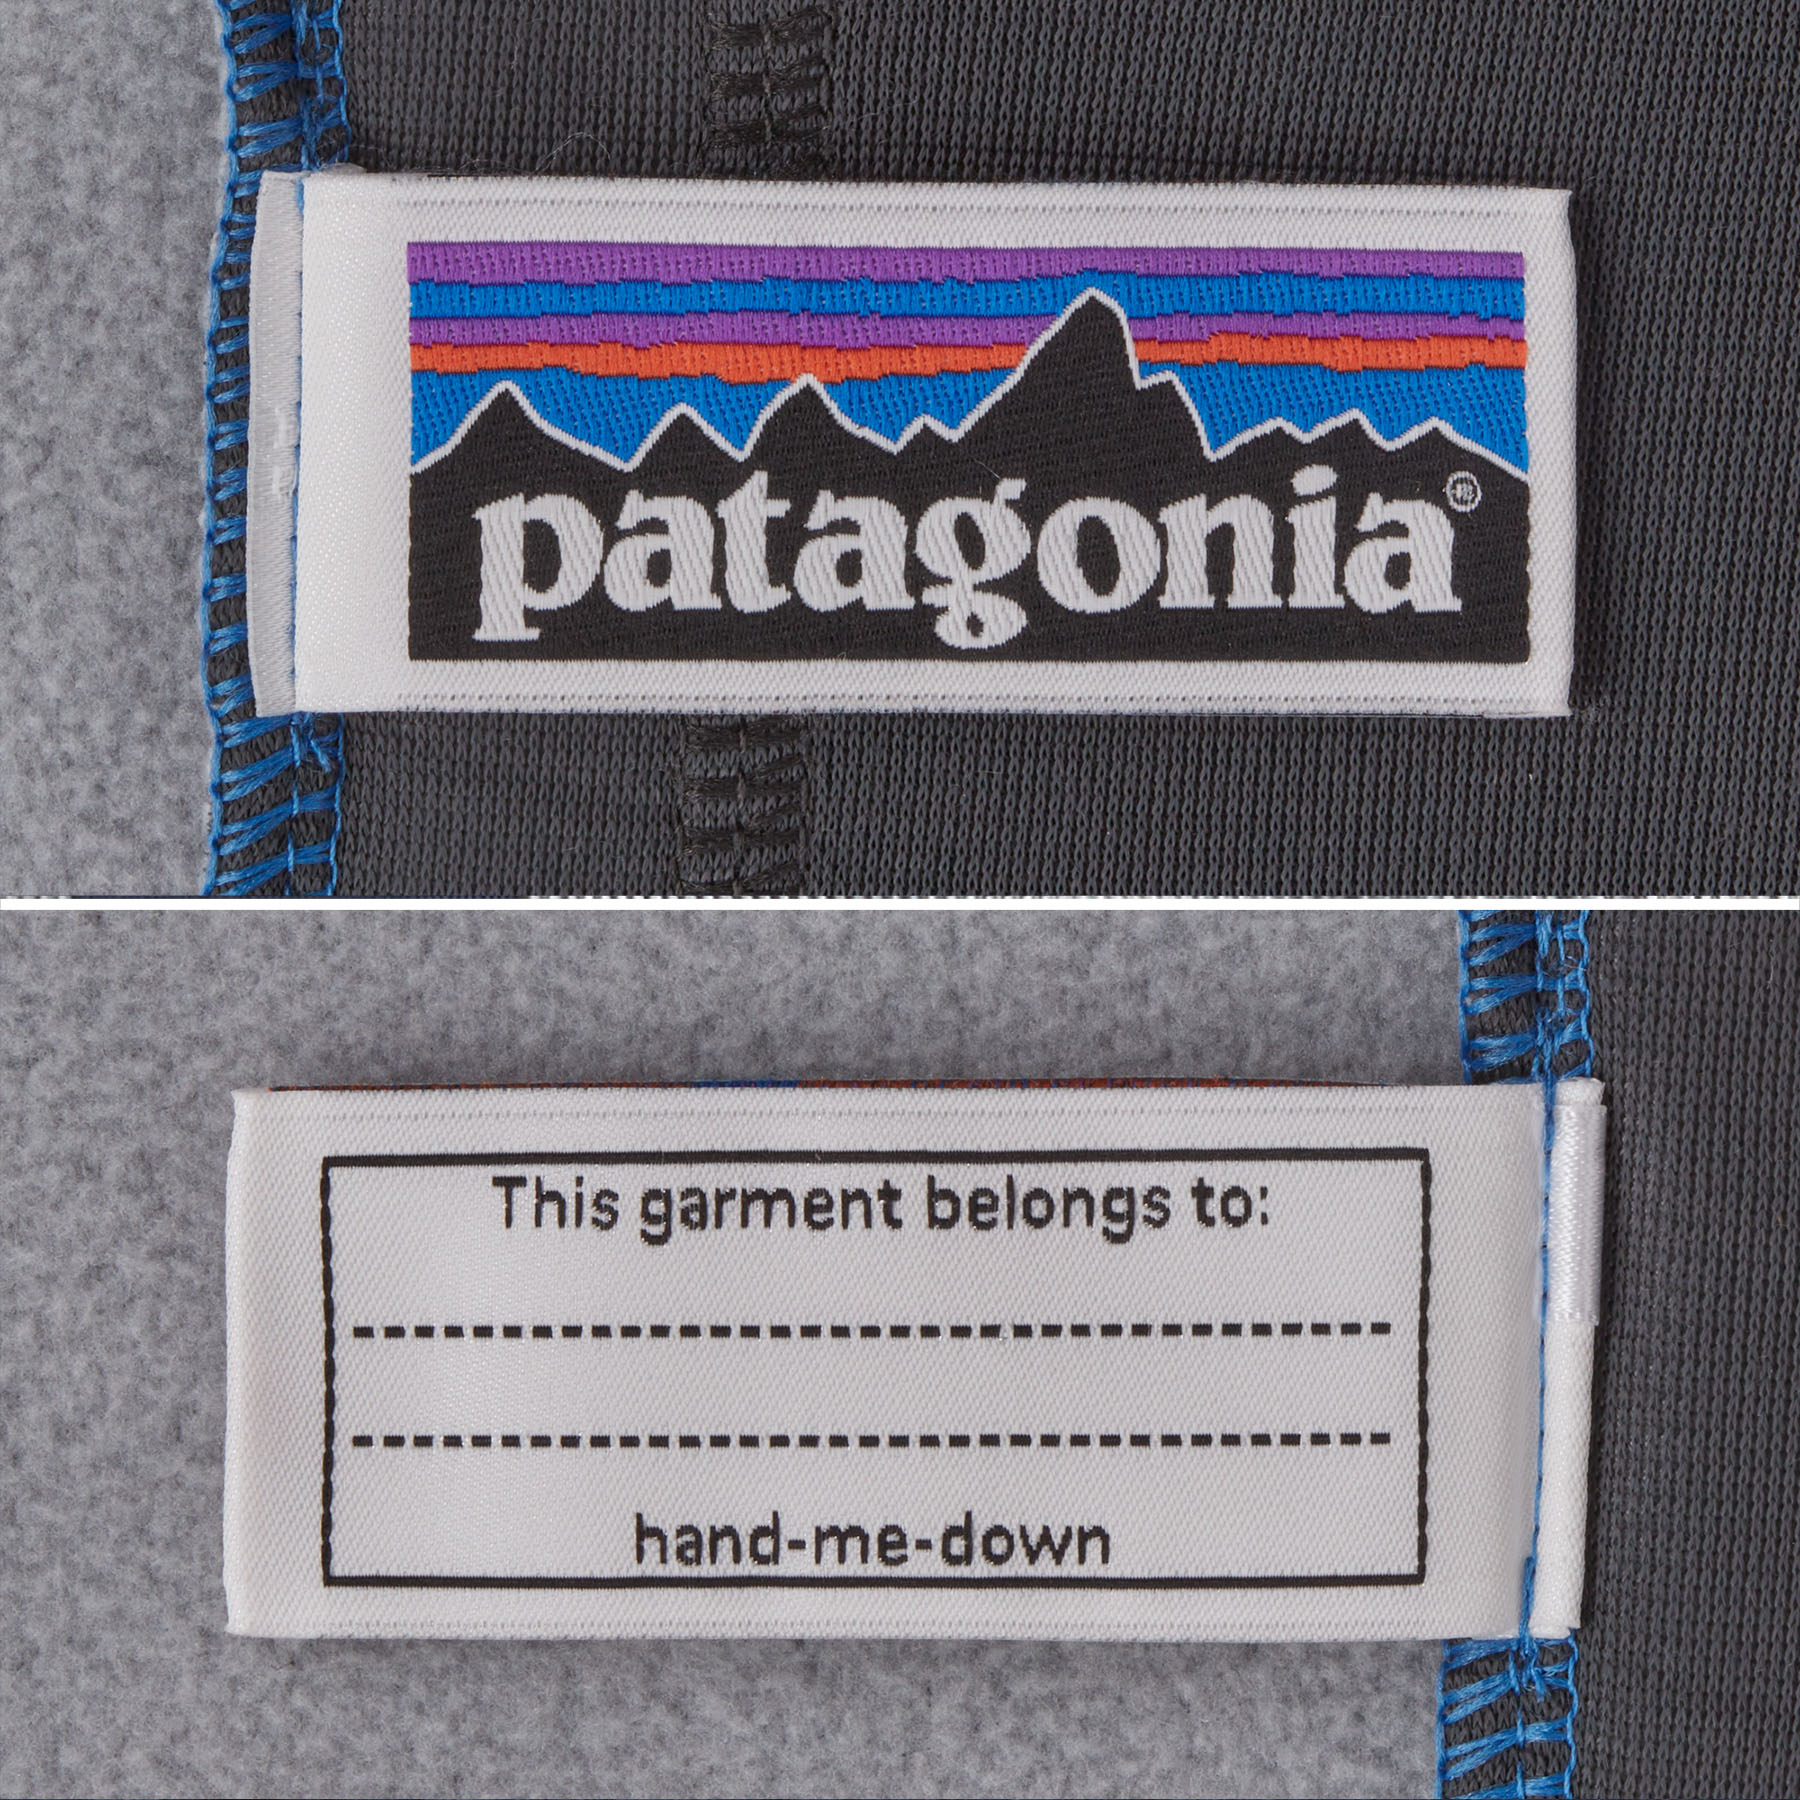 patagonia®
This garment belongs to:
hand-me-down